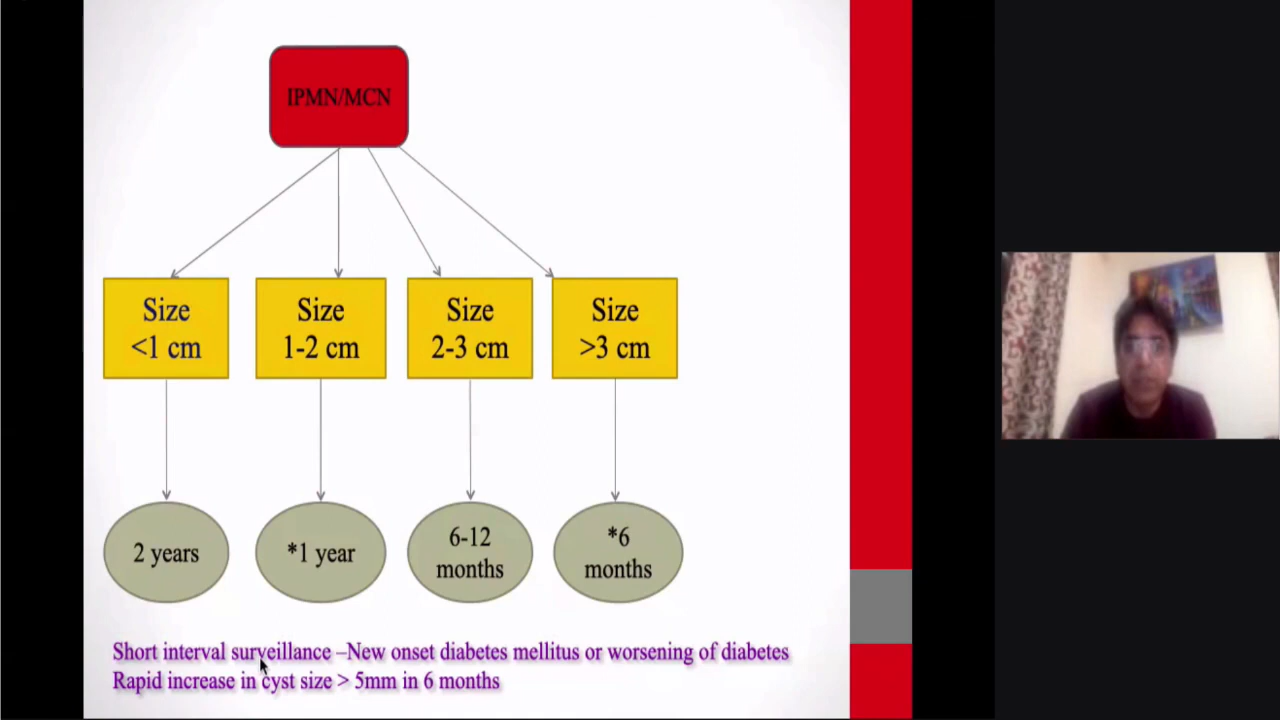 IPMN/MCN
Size
<1 cm
Size
1-2 cm
Size
2-3 cm
Size
>3 cm
2 years
*1 year
6-12
months
*6
months
Short interval surveillance –New onset diabetes mellitus or worsening of diabetes
Rapid increase in cyst size > 5mm in 6 months